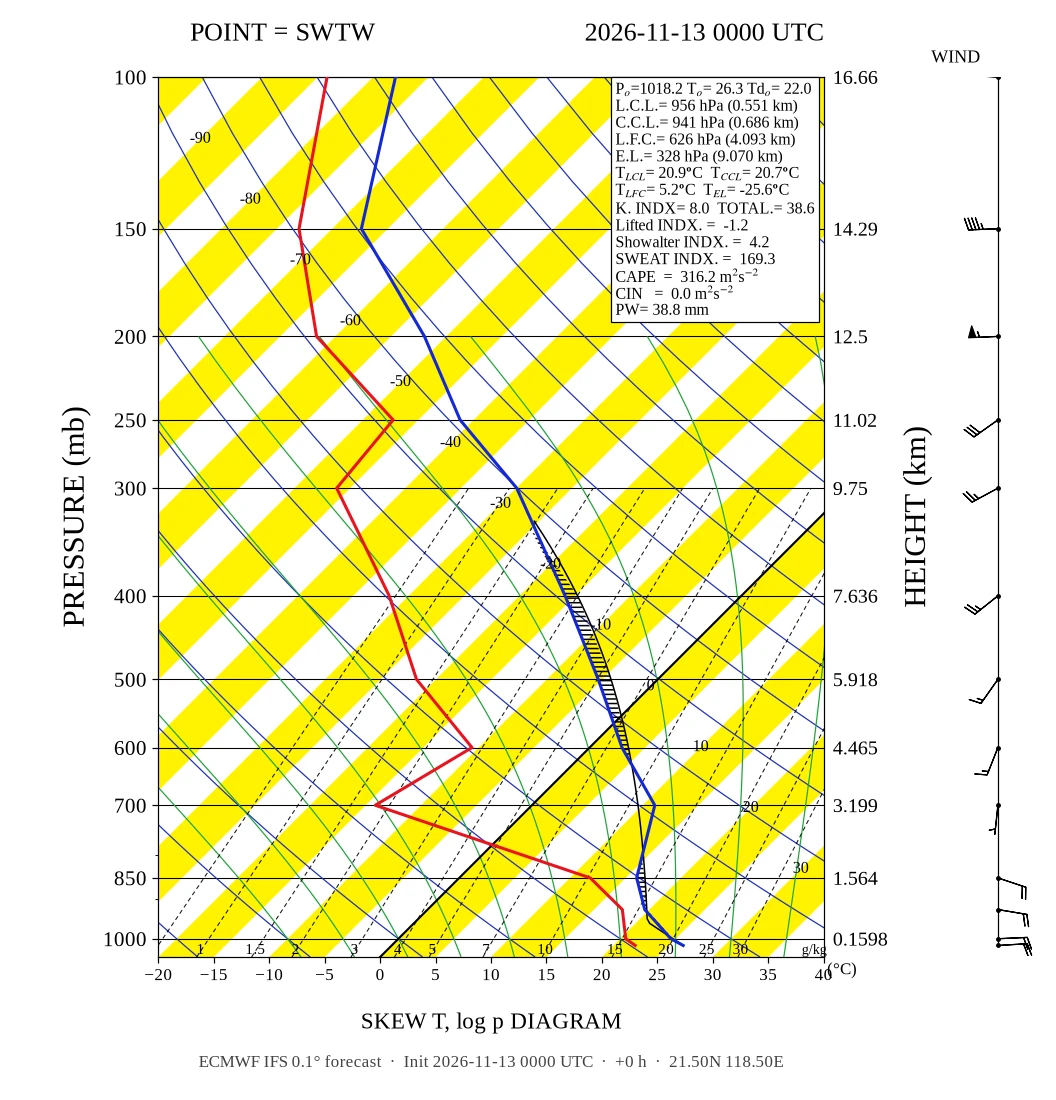 POINT = SWTW
2026-11-13 0000 UTC
WIND
100
16.66
Pₒ=1018.2 Tₒ= 26.3 Tdₒ= 22.0
L.C.L.= 956 hPa (0.551 km)
C.C.L.= 941 hPa (0.686 km)
L.F.C.= 626 hPa (4.093 km)
E.L.= 328 hPa (9.070 km)
T_LCL= 20.9°C T_CCL= 20.7°C
T_LFC= 5.2°C T_EL= -25.6°C
K. INDX= 8.0 TOTAL.= 38.6
Lifted INDX. = -1.2
Showalter INDX. = 4.2
SWEAT INDX. = 169.3
CAPE = 316.2 m²s⁻²
CIN = 0.0 m²s⁻²
PW= 38.8 mm
-90
-80
150
14.29
-70
-60
200
12.5
-50
250
11.02
-40
300
9.75
-30
-20
400
7.636
-10
500
5.918
0
600
4.465
10
700
3.199
20
850
1.564
30
1000
0.1598
1 1.5 2 3 4 5 7 10 15 20 25 30 g/kg
−20 −15 −10 −5 0 5 10 15 20 25 30 35 40
(°C)
PRESSURE (mb)
HEIGHT (km)
SKEW T, log p DIAGRAM
ECMWF IFS 0.1° forecast · Init 2026-11-13 0000 UTC · +0 h · 21.50N 118.50E